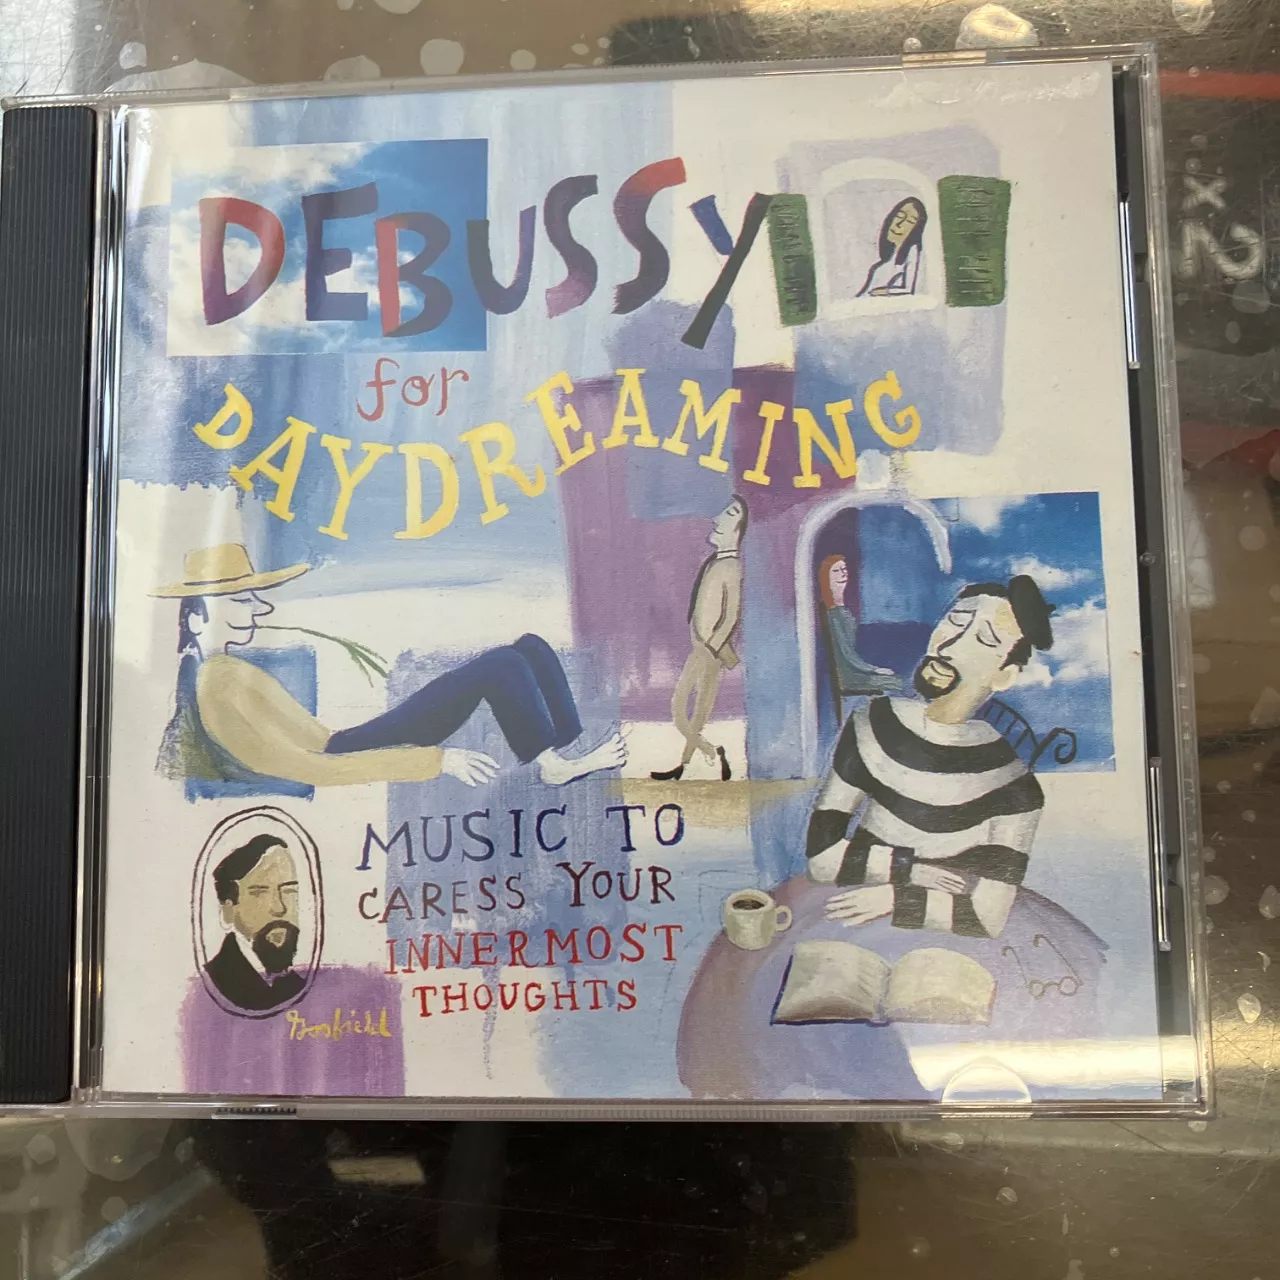 DEBUSSY
for
DAYDREAMING
MUSIC TO
CARESS YOUR
INNERMOST
THOUGHTS